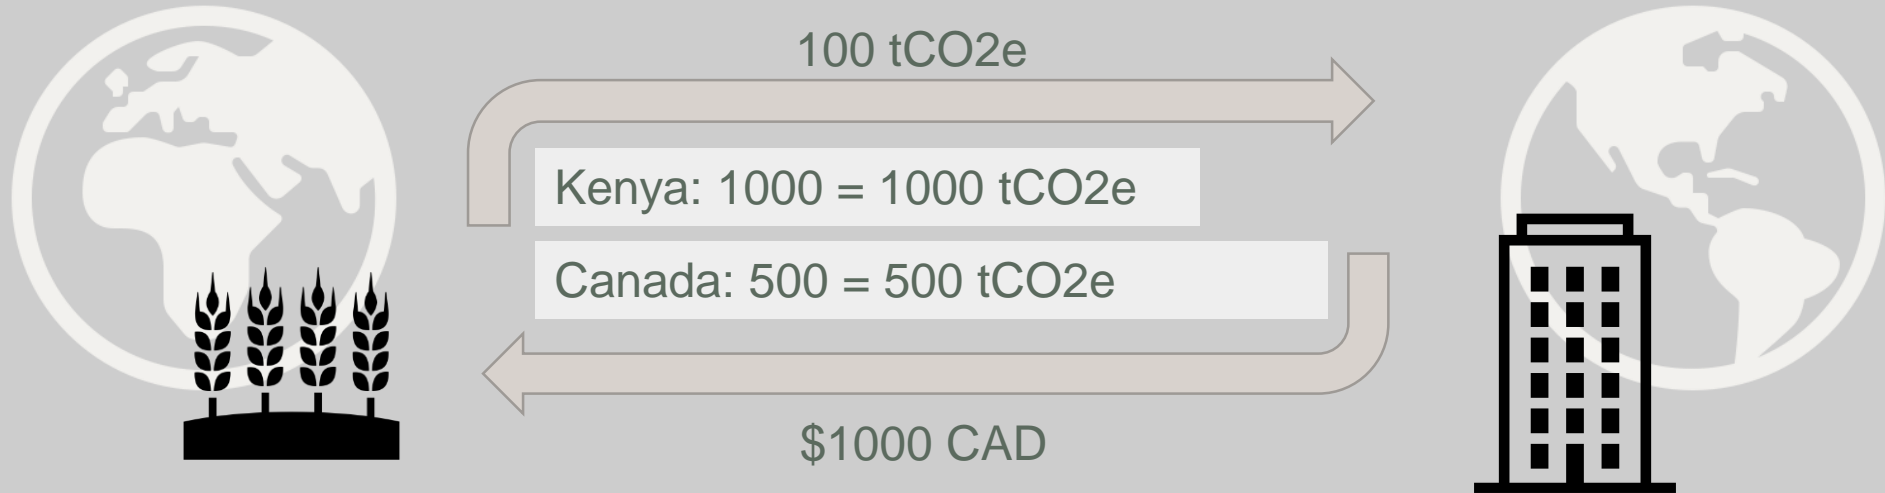 100 tCO2e
Kenya: 1000 = 1000 tCO2e
Canada: 500 = 500 tCO2e
$1000 CAD